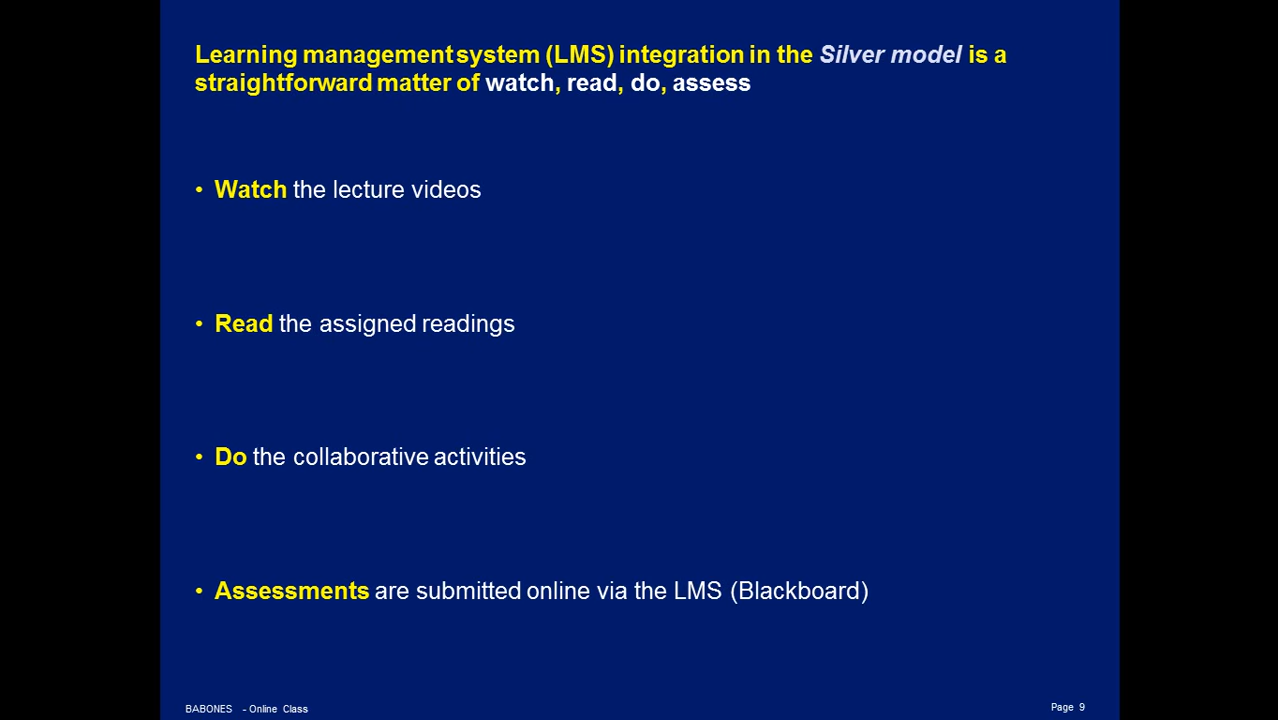 Learning management system (LMS) integration in the Silver model is a
straightforward matter of watch, read, do, assess
• Watch the lecture videos
• Read the assigned readings
• Do the collaborative activities
• Assessments are submitted online via the LMS (Blackboard)
BABONES - Online Class
Page 9